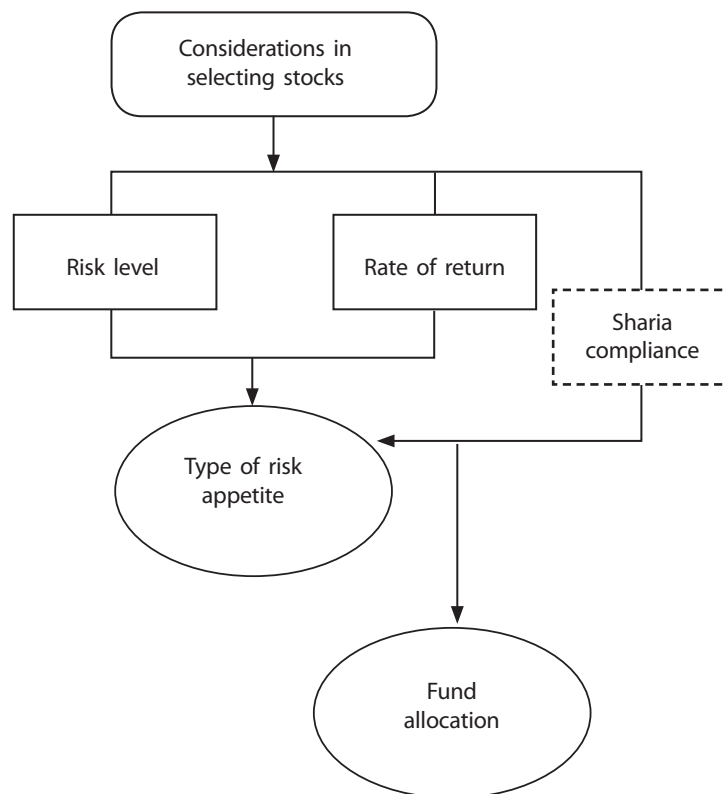 Considerations in
selecting stocks
Risk level
Rate of return
Sharia
compliance
Type of risk
appetite
Fund
allocation